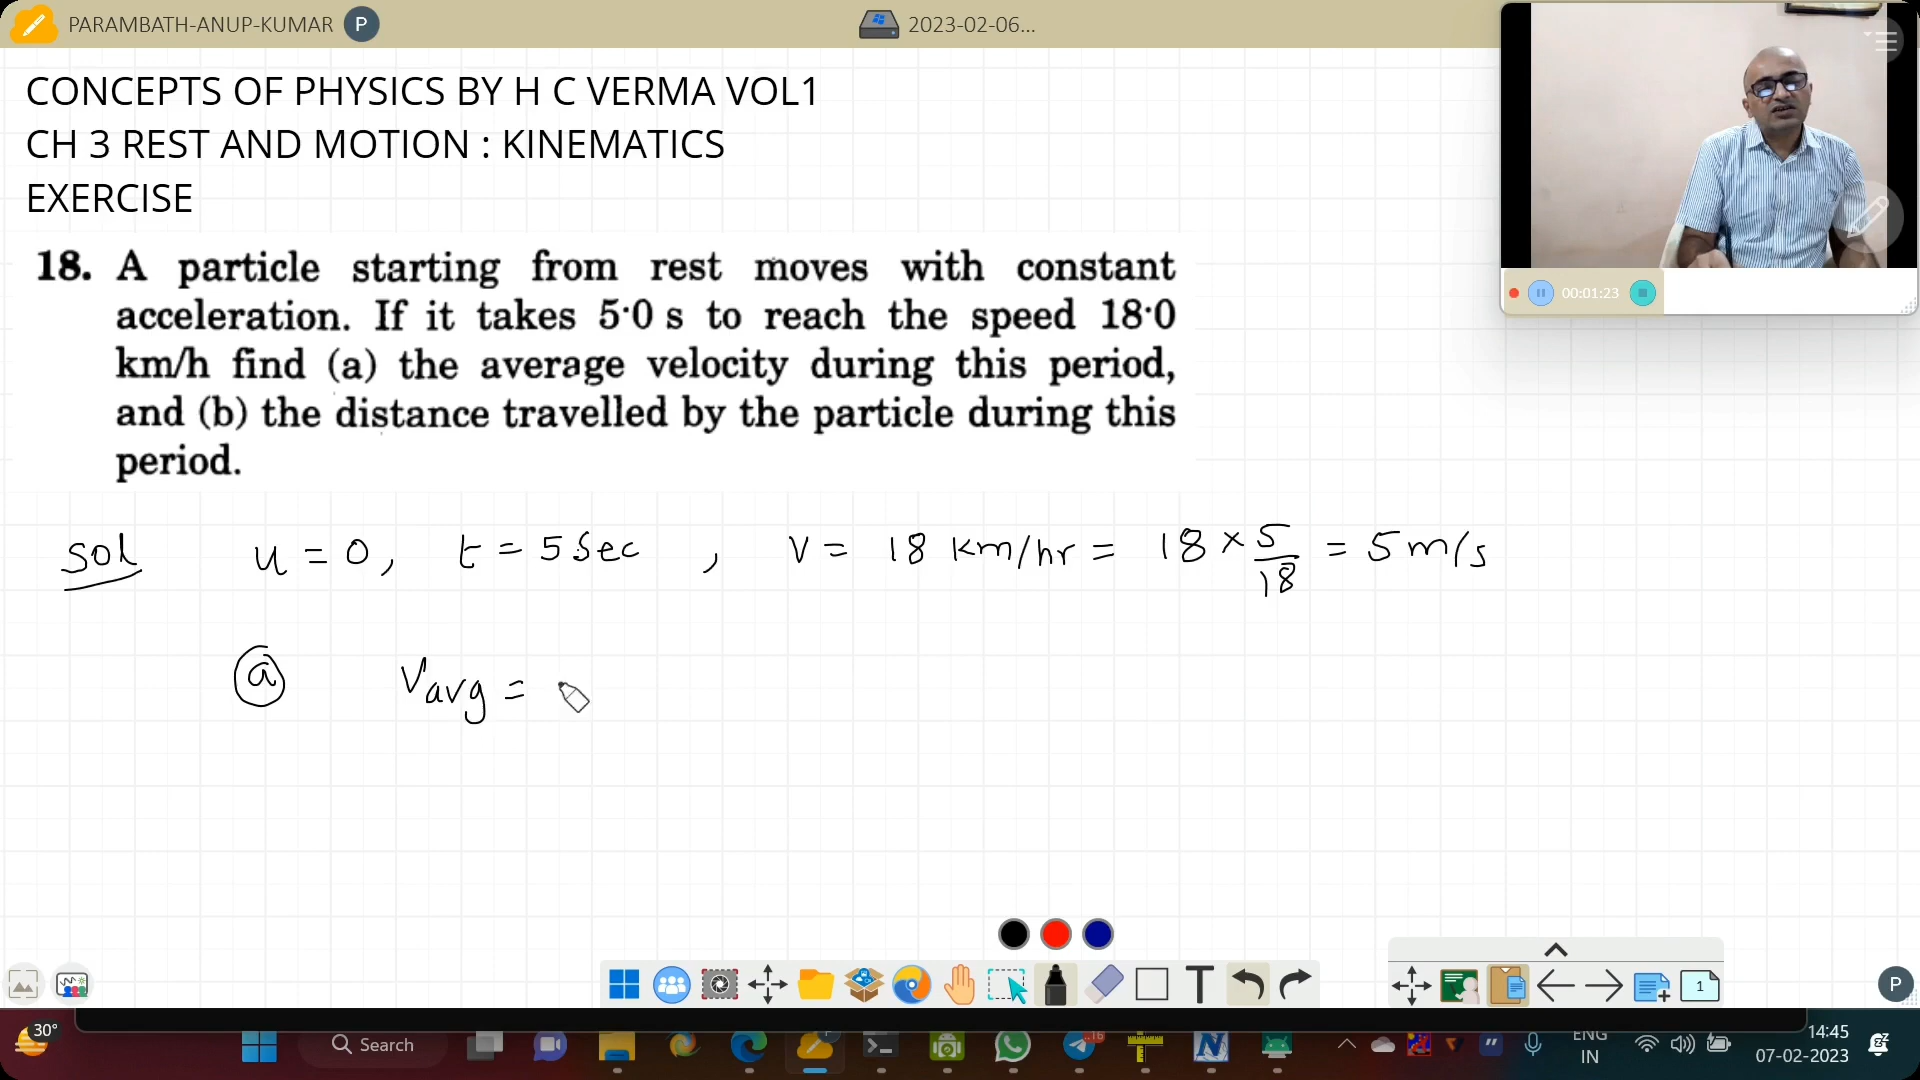 PARAMBATH-ANUP-KUMAR P 2023-02-06...
CONCEPTS OF PHYSICS BY H C VERMA VOL1
CH 3 REST AND MOTION : KINEMATICS
EXERCISE
00:01:23
18. A particle starting from rest moves with constant
acceleration. If it takes 5·0 s to reach the speed 18·0
km/h find (a) the average velocity during this period,
and (b) the distance travelled by the particle during this
period.
Sol u = 0, t = 5 Sec , v = 18 km/hr = 18 × 5/18 = 5 m/s
(a) Vavg =
T 1 P
30° Search 16 ENG 14:45
IN 07-02-2023